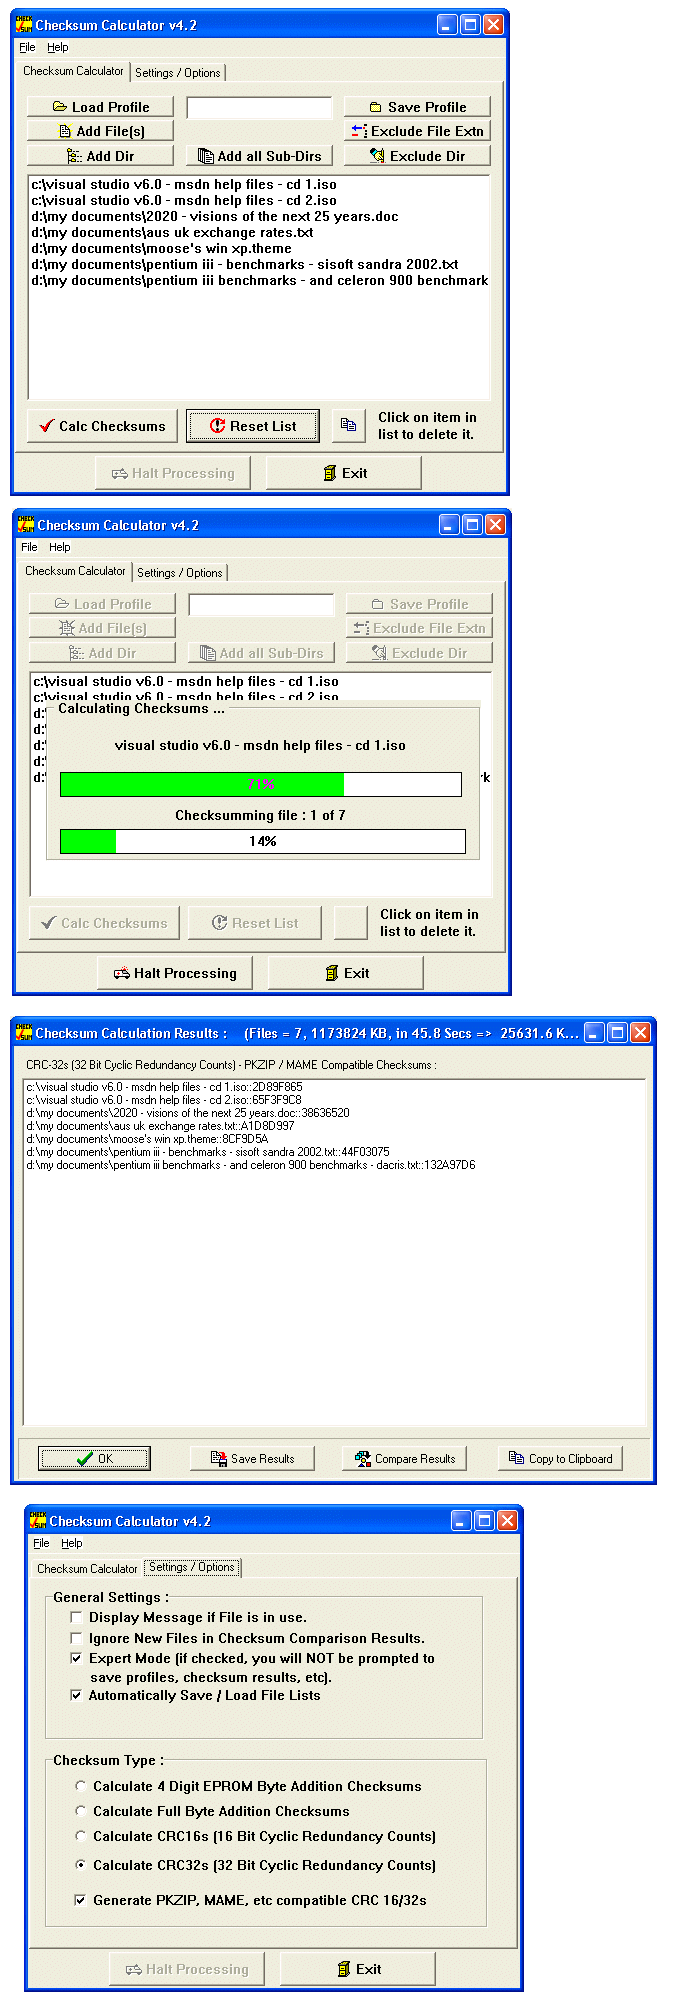 CHECK
SUM
Checksum Calculator v4.2
File Help
Checksum Calculator Settings / Options
Load Profile Save Profile
Add File(s) Exclude File Extn
Add Dir Add all Sub-Dirs Exclude Dir
c:\visual studio v6.0 - msdn help files - cd 1.iso
c:\visual studio v6.0 - msdn help files - cd 2.iso
d:\my documents\2020 - visions of the next 25 years.doc
d:\my documents\aus uk exchange rates.txt
d:\my documents\moose's win xp.theme
d:\my documents\pentium iii - benchmarks - sisoft sandra 2002.txt
d:\my documents\pentium iii benchmarks - and celeron 900 benchmark
Calc Checksums Reset List Click on item in
list to delete it.
Halt Processing Exit
CHECK
SUM
Checksum Calculator v4.2
File Help
Checksum Calculator Settings / Options
Load Profile Save Profile
Add File(s) Exclude File Extn
Add Dir Add all Sub-Dirs Exclude Dir
c:\visual studio v6.0 - msdn help files - cd 1.iso
c:\visual studio v6.0 - msdn help files - cd 2.iso
d:\
Calculating Checksums ...
d:\
d:\
visual studio v6.0 - msdn help files - cd 1.iso
d:\
d:\ rk
71%
Checksumming file : 1 of 7
14%
Calc Checksums Reset List Click on item in
list to delete it.
Halt Processing Exit
CHECK
SUM
Checksum Calculation Results : (Files = 7, 1173824 KB, in 45.8 Secs => 25631.6 K...
CRC-32s (32 Bit Cyclic Redundancy Counts) - PKZIP / MAME Compatible Checksums :
c:\visual studio v6.0 - msdn help files - cd 1.iso::2D89F865
c:\visual studio v6.0 - msdn help files - cd 2.iso::65F3F9C8
d:\my documents\2020 - visions of the next 25 years.doc::38636520
d:\my documents\aus uk exchange rates.txt::A1D8D997
d:\my documents\moose's win xp.theme::8CF9D5A
d:\my documents\pentium iii - benchmarks - sisoft sandra 2002.txt::44F03075
d:\my documents\pentium iii benchmarks - and celeron 900 benchmarks - dacris.txt::132A97D6
OK Save Results Compare Results Copy to Clipboard
CHECK
SUM
Checksum Calculator v4.2
File Help
Checksum Calculator Settings / Options
General Settings :
Display Message if File is in use.
Ignore New Files in Checksum Comparison Results.
Expert Mode (if checked, you will NOT be prompted to
save profiles, checksum results, etc).
Automatically Save / Load File Lists
Checksum Type :
Calculate 4 Digit EPROM Byte Addition Checksums
Calculate Full Byte Addition Checksums
Calculate CRC16s (16 Bit Cyclic Redundancy Counts)
Calculate CRC32s (32 Bit Cyclic Redundancy Counts)
Generate PKZIP, MAME, etc compatible CRC 16/32s
Halt Processing Exit